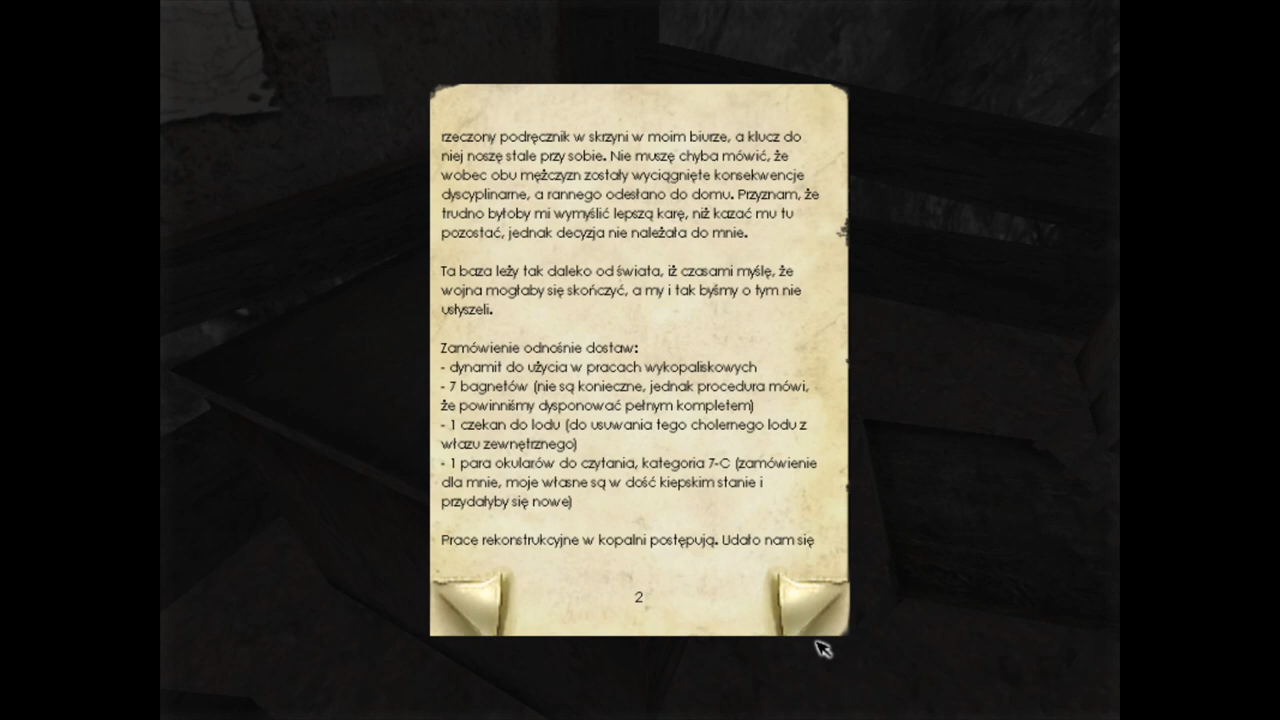 rzeczony podręcznik w skrzyni w moim biurze, a klucz do
niej noszę stale przy sobie. Nie muszę chyba mówić, że
wobec obu mężczyzn zostały wyciągnięte konsekwencje
dyscyplinarne, a rannego odesłano do domu. Przyznam, że
trudno byłoby mi wymyślić lepszą karę, niż kazać mu tu
pozostać, jednak decyzja nie należała do mnie.
Ta baza leży tak daleko od świata, iż czasami myślę, że
wojna mogłaby się skończyć, a my i tak byśmy o tym nie
usłyszeli.
Zamówienie odnośnie dostaw:
- dynamit do użycia w pracach wykopaliskowych
- 7 bagnetów (nie są konieczne, jednak procedura mówi,
że powinniśmy dysponować pełnym kompletem)
- 1 czekan do lodu (do usuwania tego cholernego lodu z
włazu zewnętrznego)
- 1 para okularów do czytania, kategoria 7-C (zamówienie
dla mnie, moje własne są w dość kiepskim stanie i
przydałyby się nowe)
Prace rekonstrukcyjne w kopalni postępują. Udało nam się
2